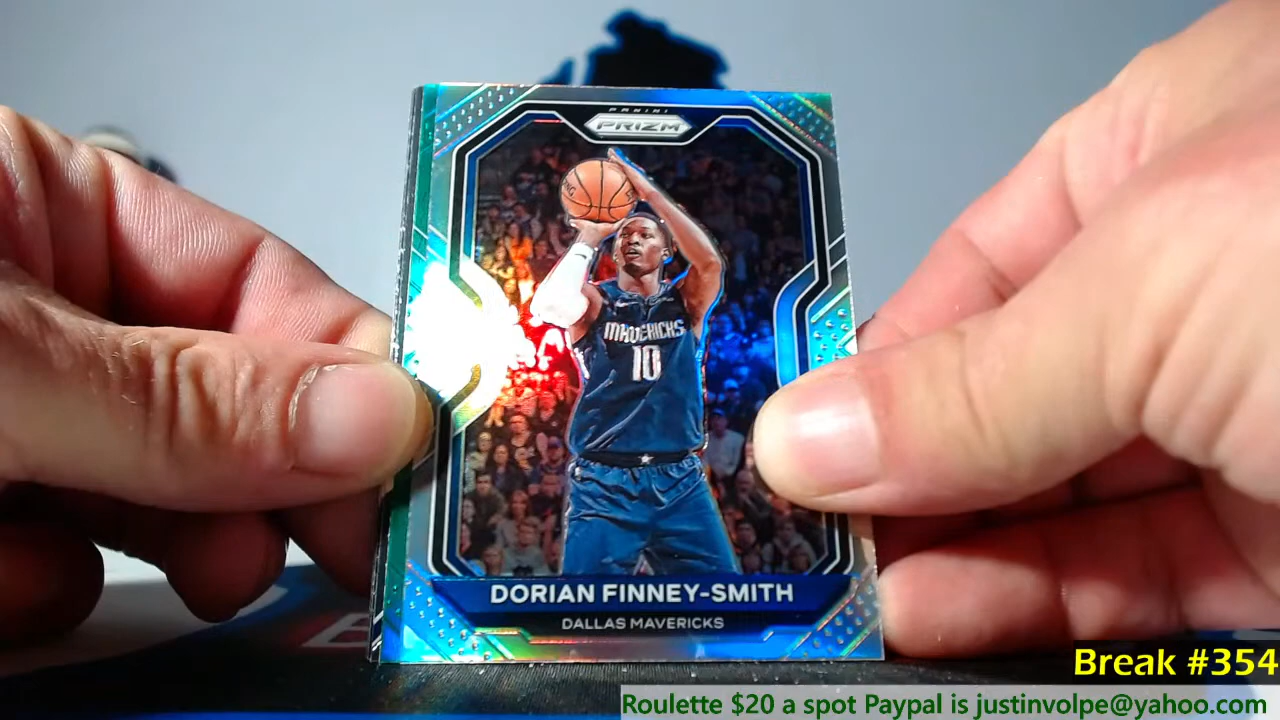 PANINI
PRIZM
MAVERICKS
10
DORIAN FINNEY-SMITH
DALLAS MAVERICKS
Break #354
Roulette $20 a spot Paypal is justinvolpe@yahoo.com